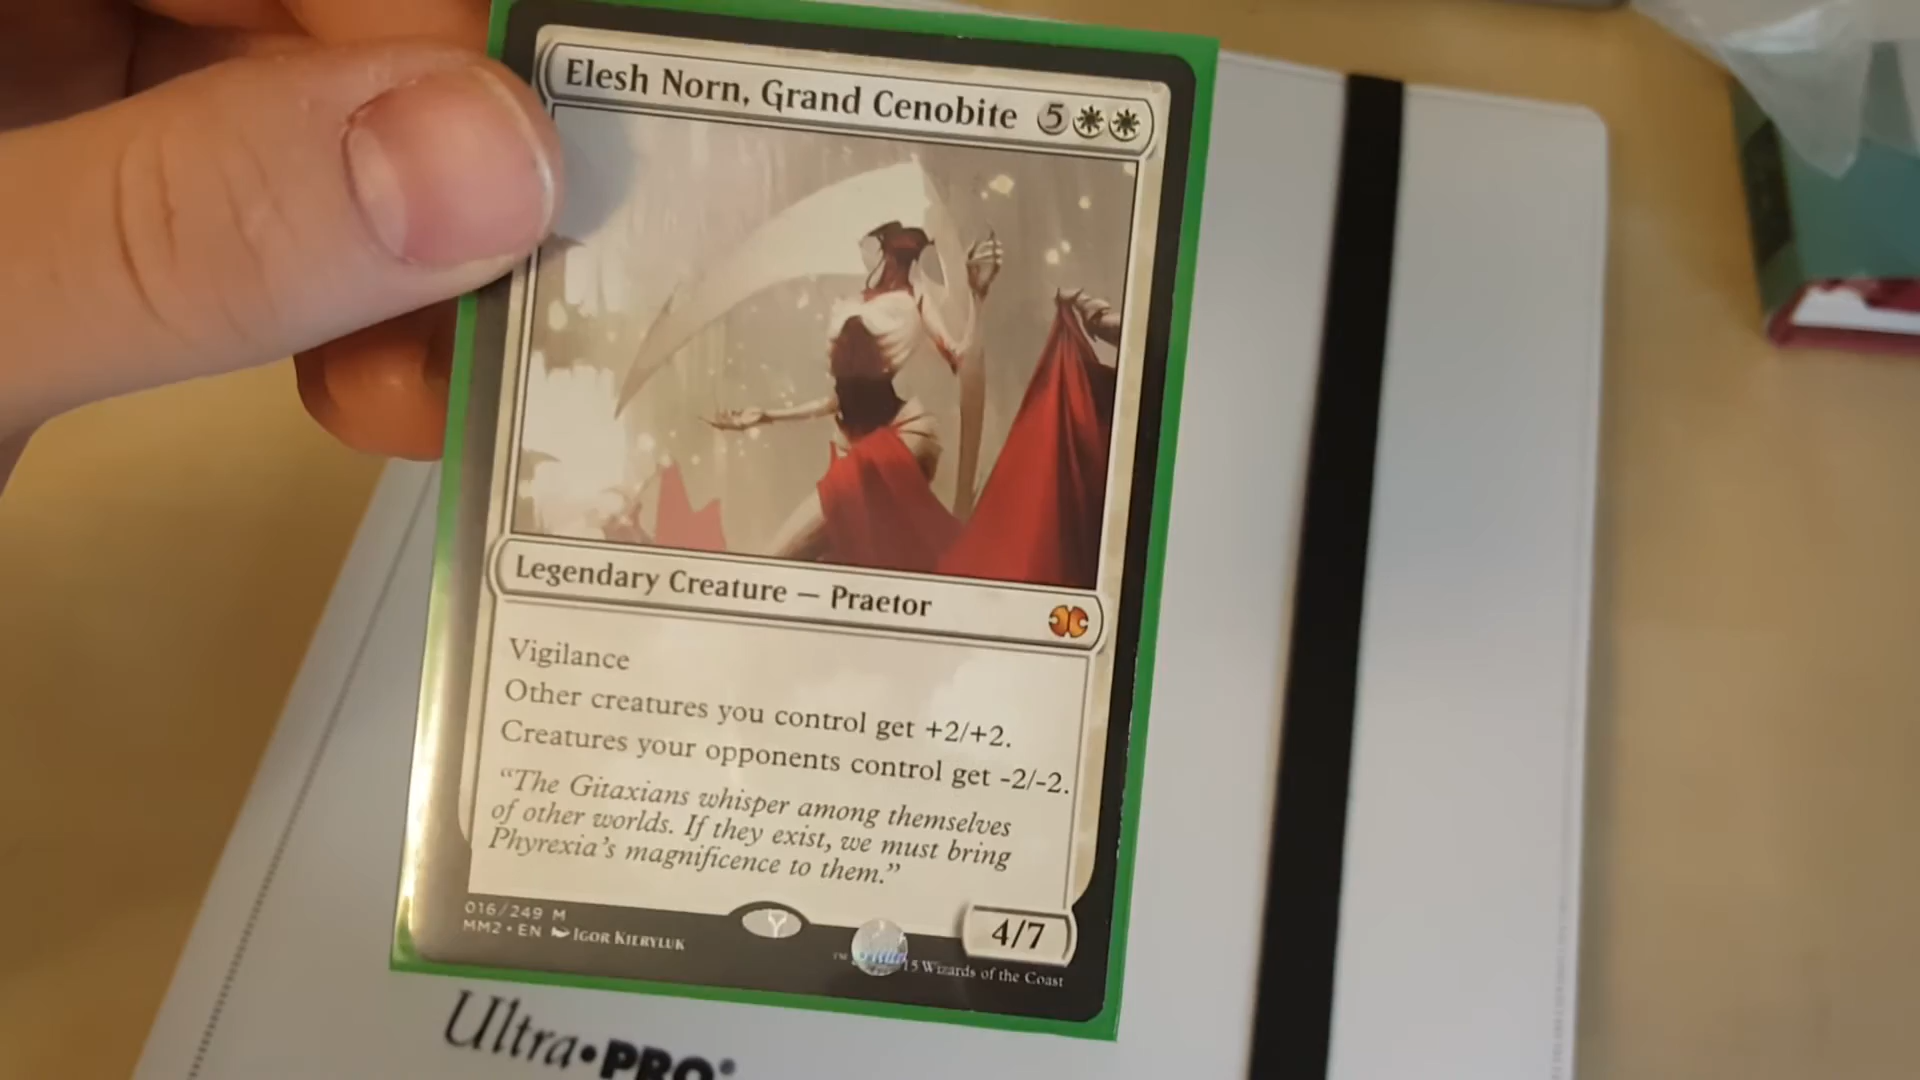 Elesh Norn, Grand Cenobite 5
Legendary Creature — Praetor
Vigilance
Other creatures you control get +2/+2.
Creatures your opponents control get -2/-2.
“The Gitaxians whisper among themselves
of other worlds. If they exist, we must bring
Phyrexia’s magnificence to them.”
4/7
016/249 M
MM2 • EN Igor Kieryluk
™ 15 Wizards of the Coast
Ultra•PRO®